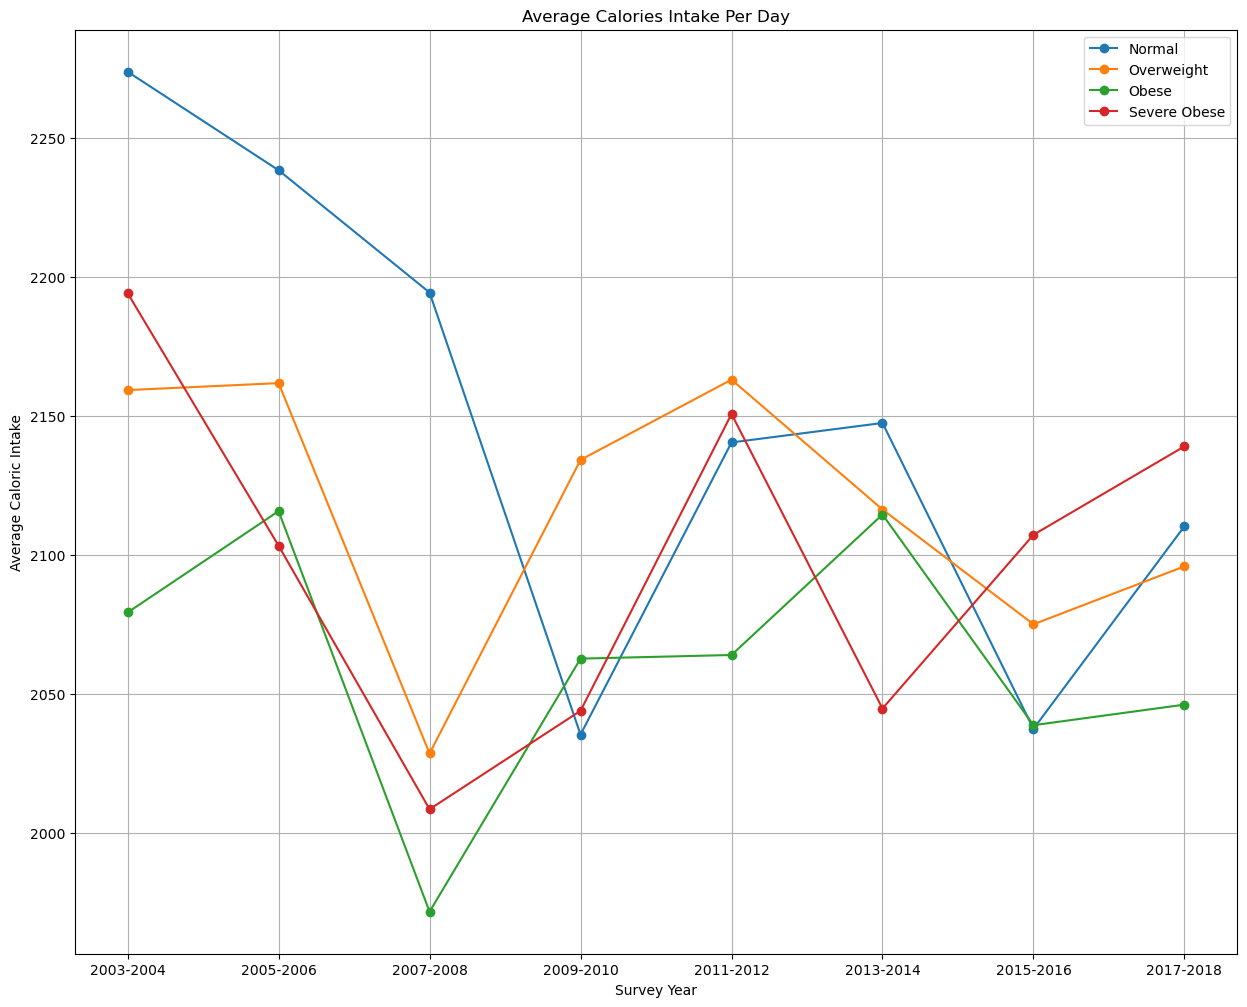 Average Calories Intake Per Day
Normal
Overweight
Obese
Severe Obese
Average Caloric Intake
2250
2200
2150
2100
2050
2000
2003-2004 2005-2006 2007-2008 2009-2010 2011-2012 2013-2014 2015-2016 2017-2018
Survey Year